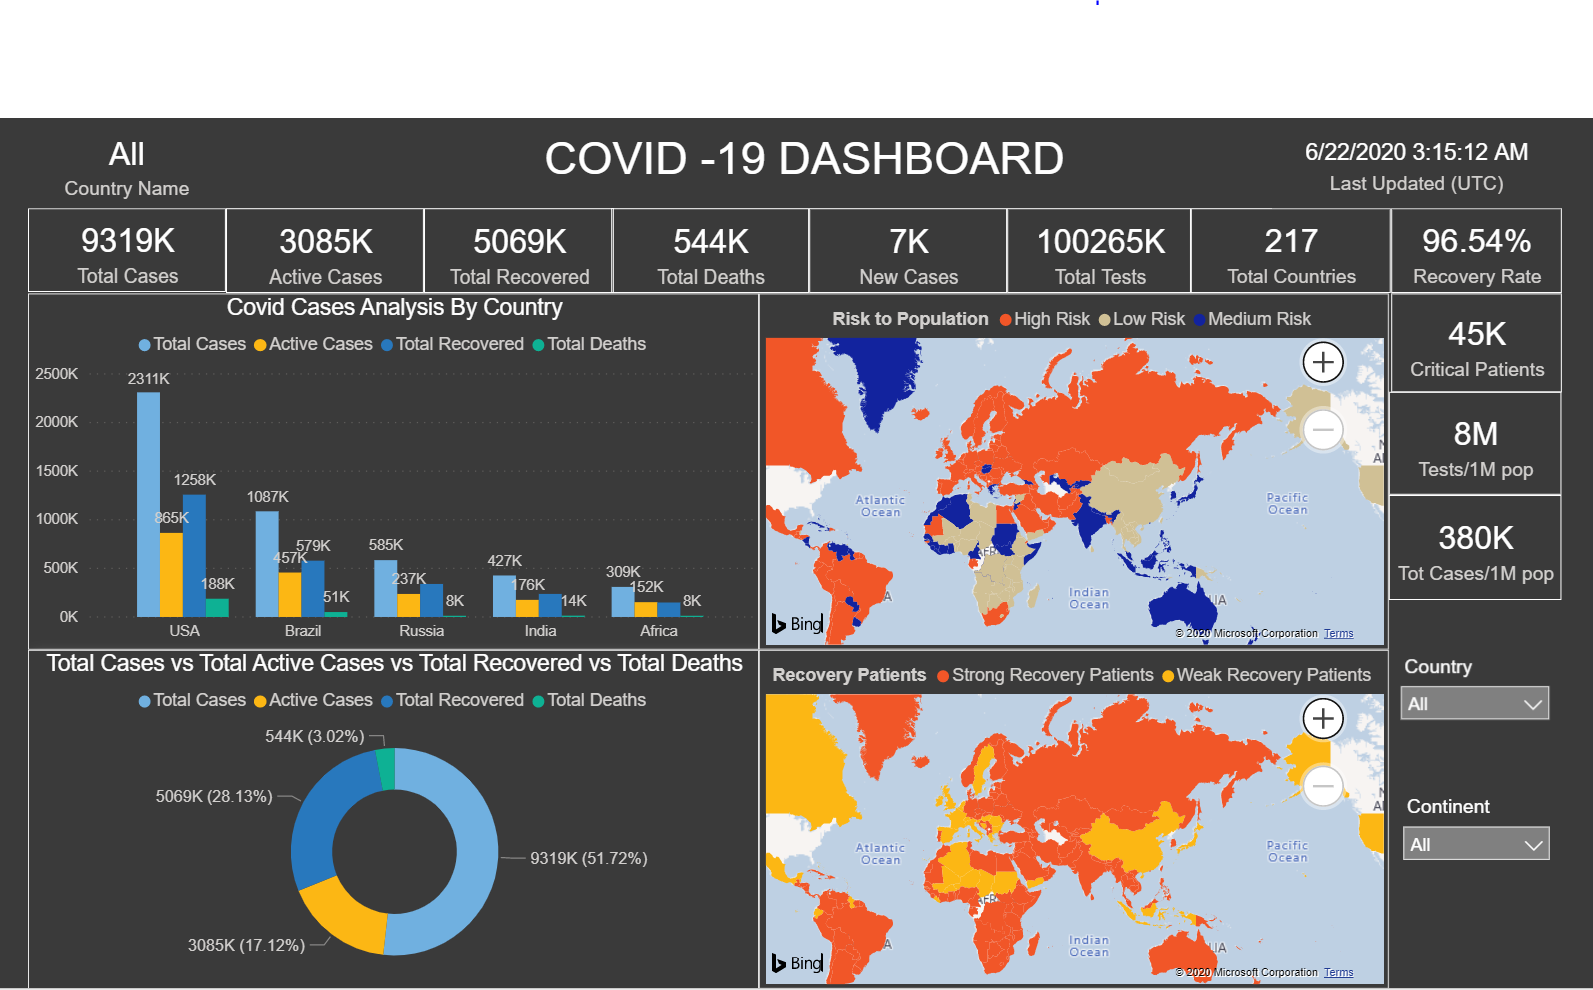 All
Country Name
COVID -19 DASHBOARD
6/22/2020 3:15:12 AM
Last Updated (UTC)
9319K
Total Cases
3085K
Active Cases
5069K
Total Recovered
544K
Total Deaths
7K
New Cases
100265K
Total Tests
217
Total Countries
96.54%
Recovery Rate
Covid Cases Analysis By Country
Total Cases Active Cases Total Recovered Total Deaths
2500K
2000K
1500K
1000K
500K
0K
2311K
865K
1258K
188K
1087K
457K
579K
51K
585K
237K
8K
427K
176K
14K
309K
152K
8K
USA Brazil Russia India Africa
Risk to Population High Risk Low Risk Medium Risk
Atlantic
Ocean
Pacific
Ocean
AFR
Indian
Ocean
A
IA
N
A
Bing
© 2020 Microsoft Corporation Terms
45K
Critical Patients
8M
Tests/1M pop
380K
Tot Cases/1M pop
Total Cases vs Total Active Cases vs Total Recovered vs Total Deaths
Total Cases Active Cases Total Recovered Total Deaths
544K (3.02%)
5069K (28.13%)
9319K (51.72%)
3085K (17.12%)
Recovery Patients Strong Recovery Patients Weak Recovery Patients
Atlantic
Ocean
Pacific
Ocean
AFR
Indian
Ocean
A
IA
N
A
Bing
© 2020 Microsoft Corporation Terms
Country
All
Continent
All